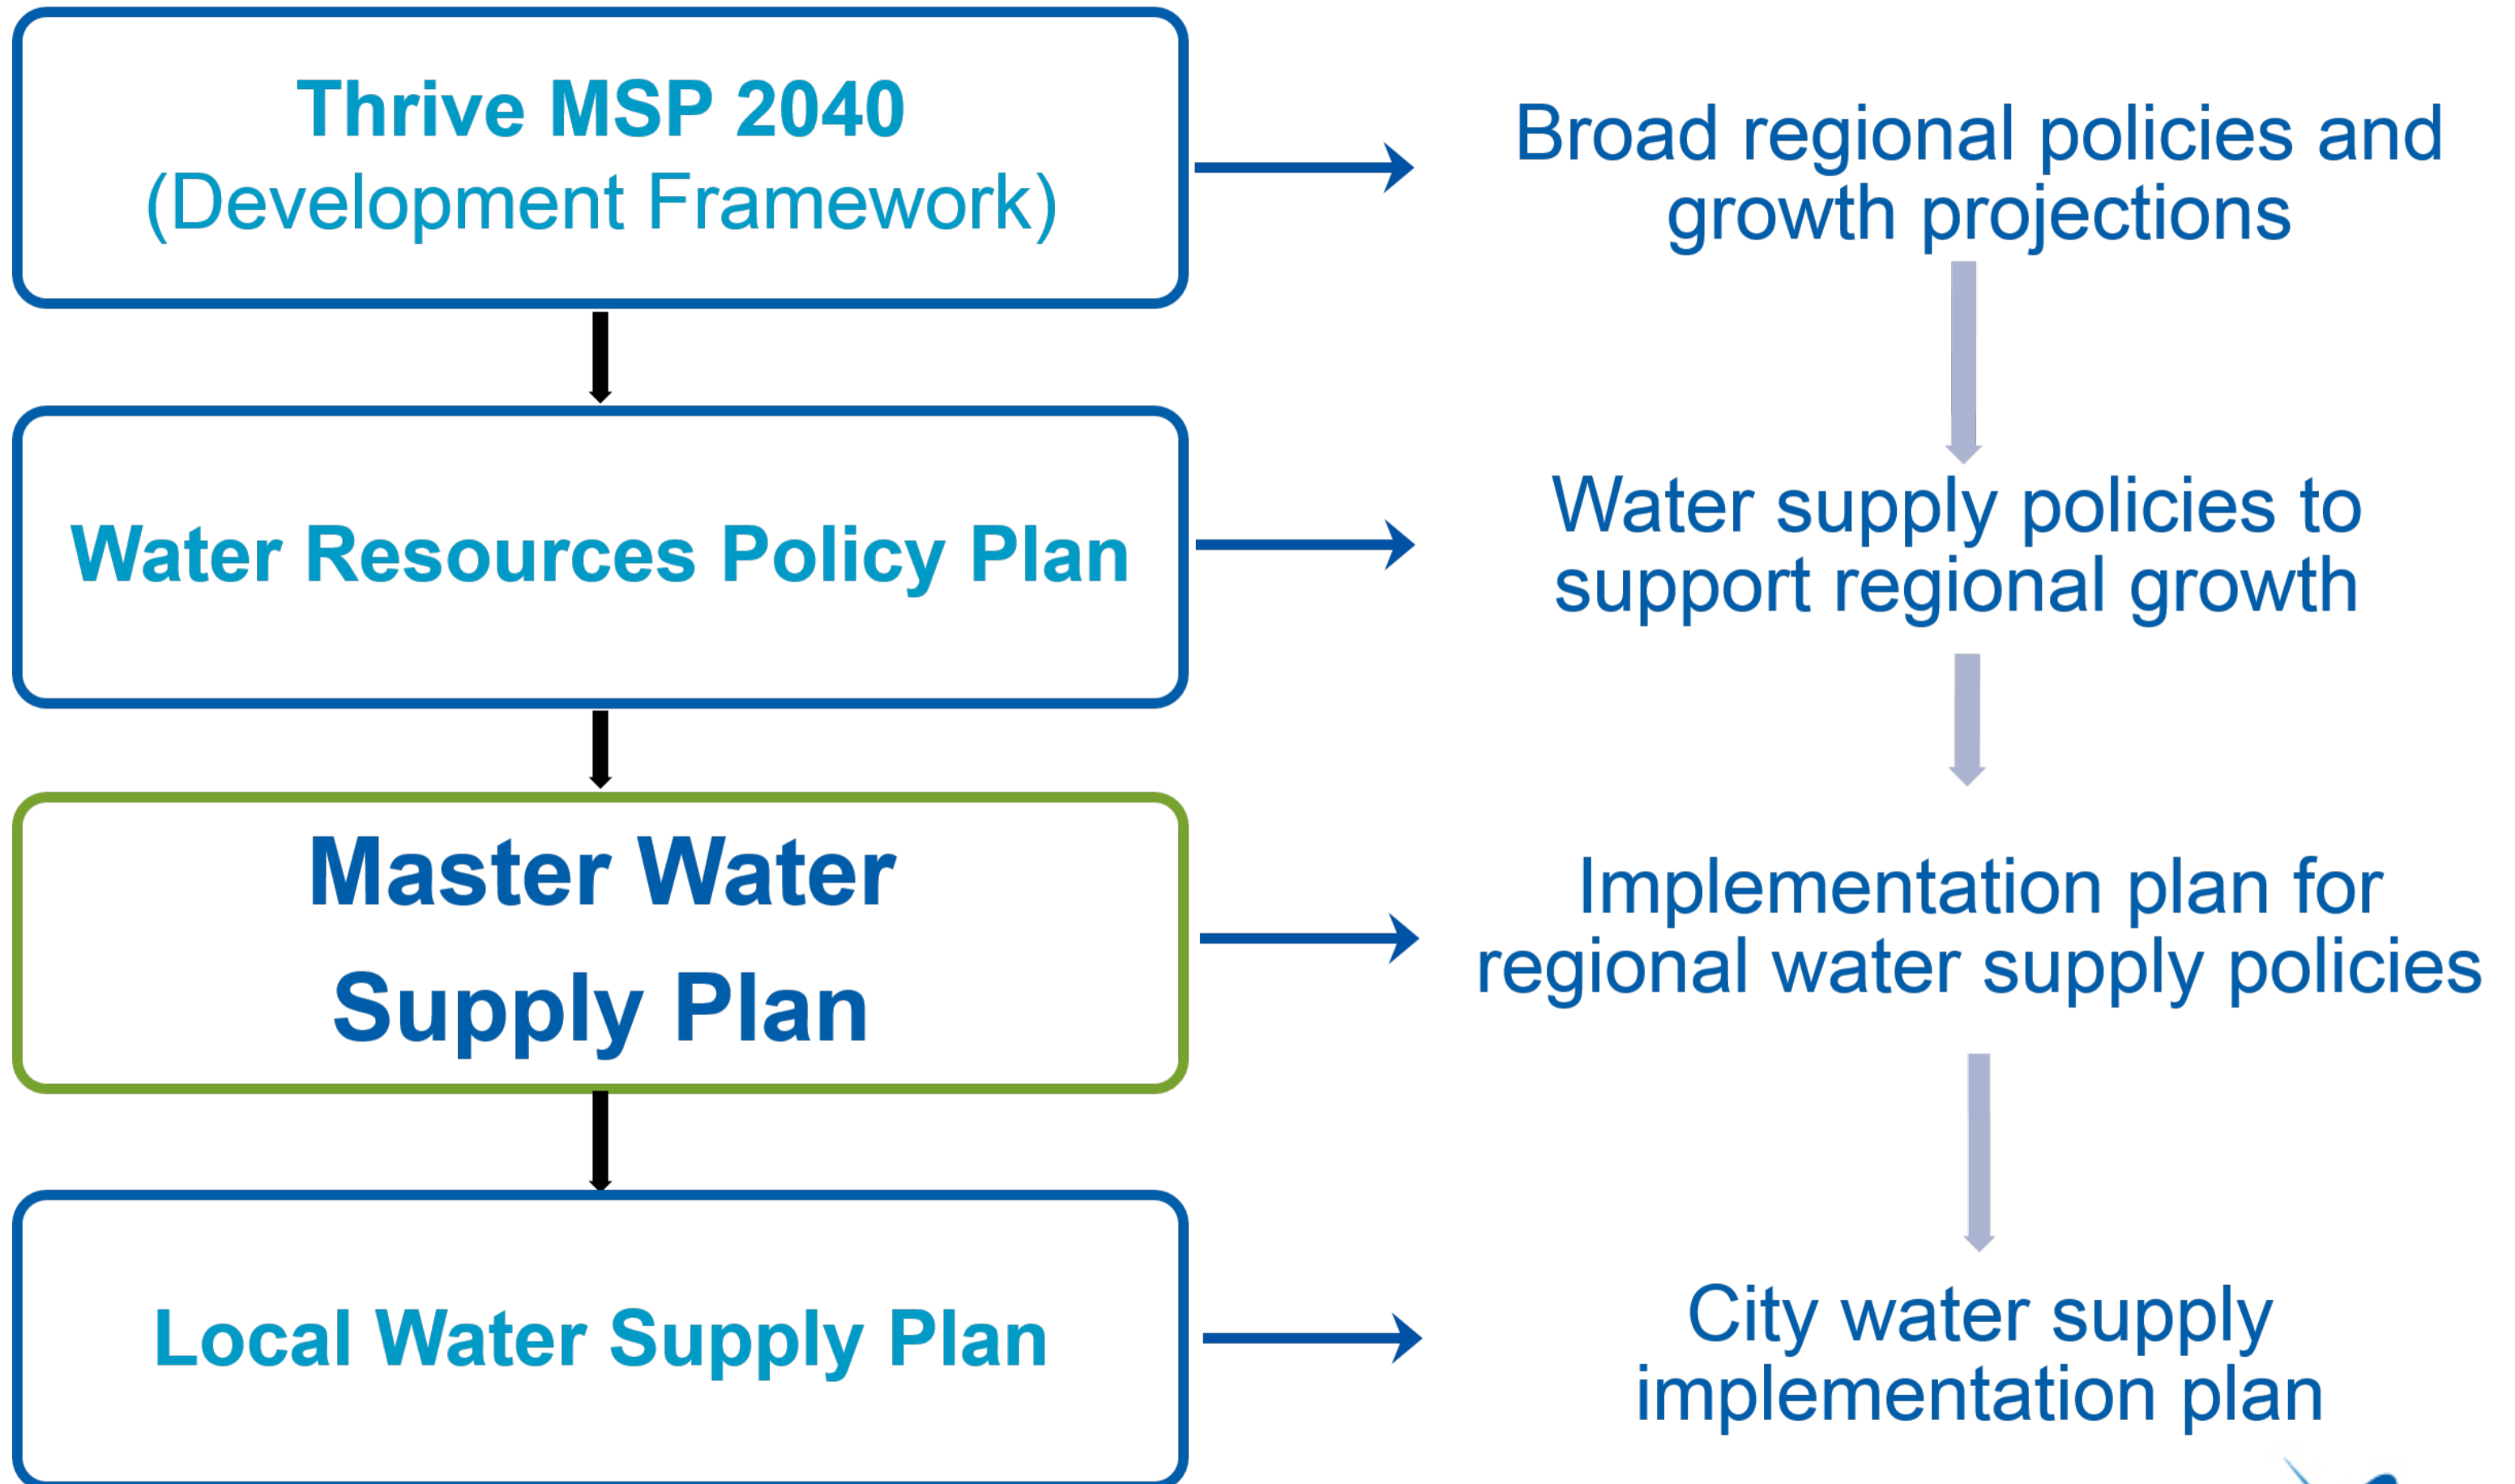 Thrive MSP 2040
(Development Framework)
Broad regional policies and
growth projections
Water Resources Policy Plan
Water supply policies to
support regional growth
Master Water
Supply Plan
Implementation plan for
regional water supply policies
Local Water Supply Plan
City water supply
implementation plan